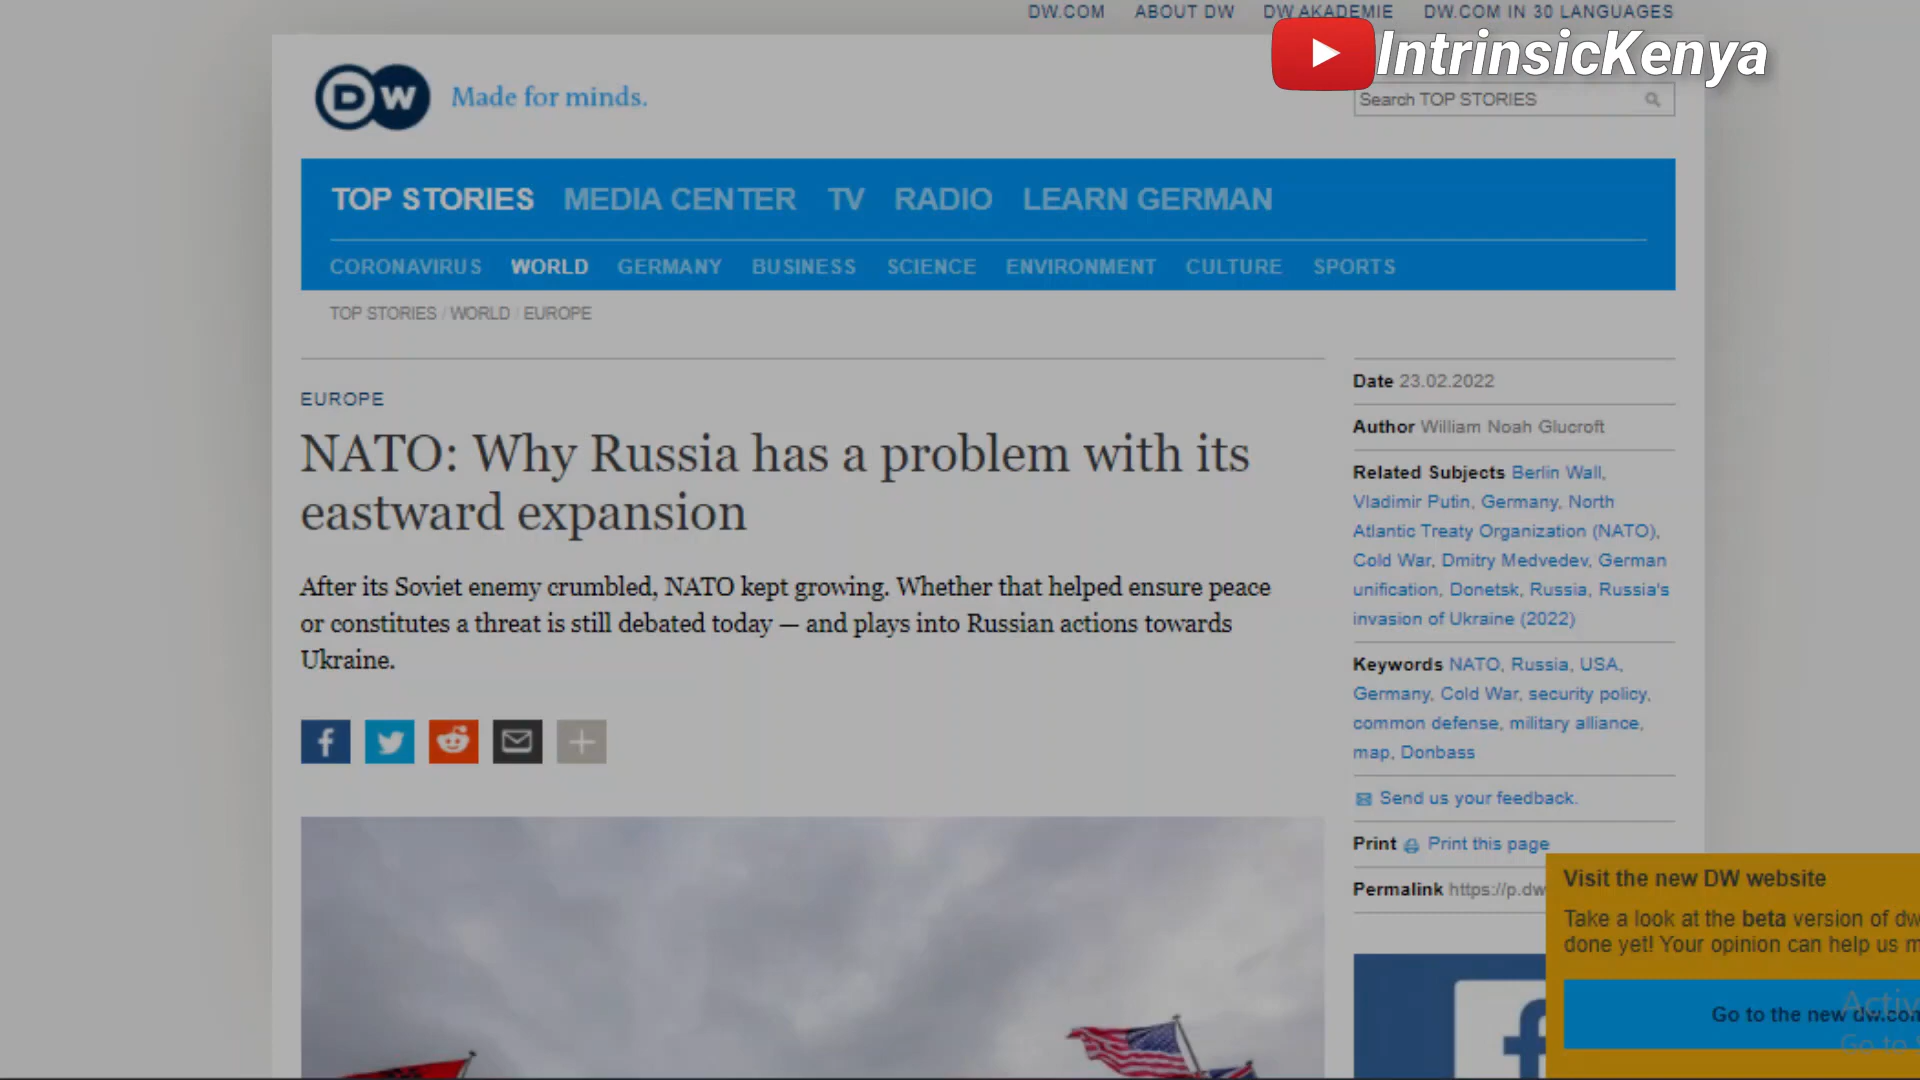 DW.COM ABOUT DW DW AKADEMIE DW.COM IN 30 LANGUAGES
IntrinsicKenya
DW Made for minds.
Search TOP STORIES
TOP STORIES MEDIA CENTER TV RADIO LEARN GERMAN
CORONAVIRUS WORLD GERMANY BUSINESS SCIENCE ENVIRONMENT CULTURE SPORTS
TOP STORIES / WORLD / EUROPE
EUROPE
NATO: Why Russia has a problem with its
eastward expansion
After its Soviet enemy crumbled, NATO kept growing. Whether that helped ensure peace
or constitutes a threat is still debated today — and plays into Russian actions towards
Ukraine.
Date 23.02.2022
Author William Noah Glucroft
Related Subjects Berlin Wall,
Vladimir Putin, Germany, North
Atlantic Treaty Organization (NATO),
Cold War, Dmitry Medvedev, German
unification, Donetsk, Russia, Russia's
invasion of Ukraine (2022)
Keywords NATO, Russia, USA,
Germany, Cold War, security policy,
common defense, military alliance,
map, Donbass
Send us your feedback.
Print Print this page
Permalink https://p.dw
Visit the new DW website
Take a look at the beta version of dw
done yet! Your opinion can help us m
Go to the new dw.com
Activ
Go to S